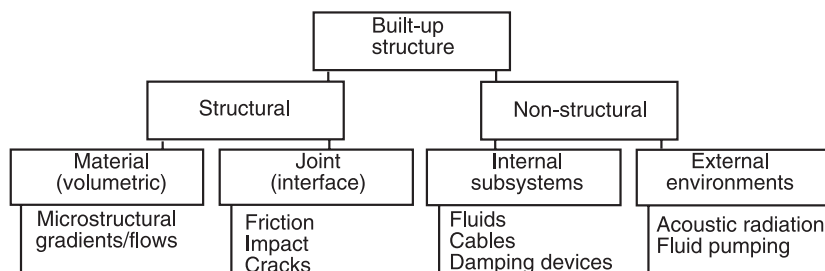 Built-up
structure
Structural
Non-structural
Material
(volumetric)
Joint
(interface)
Internal
subsystems
External
environments
Microstructural
gradients/flows
Friction
Impact
Cracks
Fluids
Cables
Damping devices
Acoustic radiation
Fluid pumping